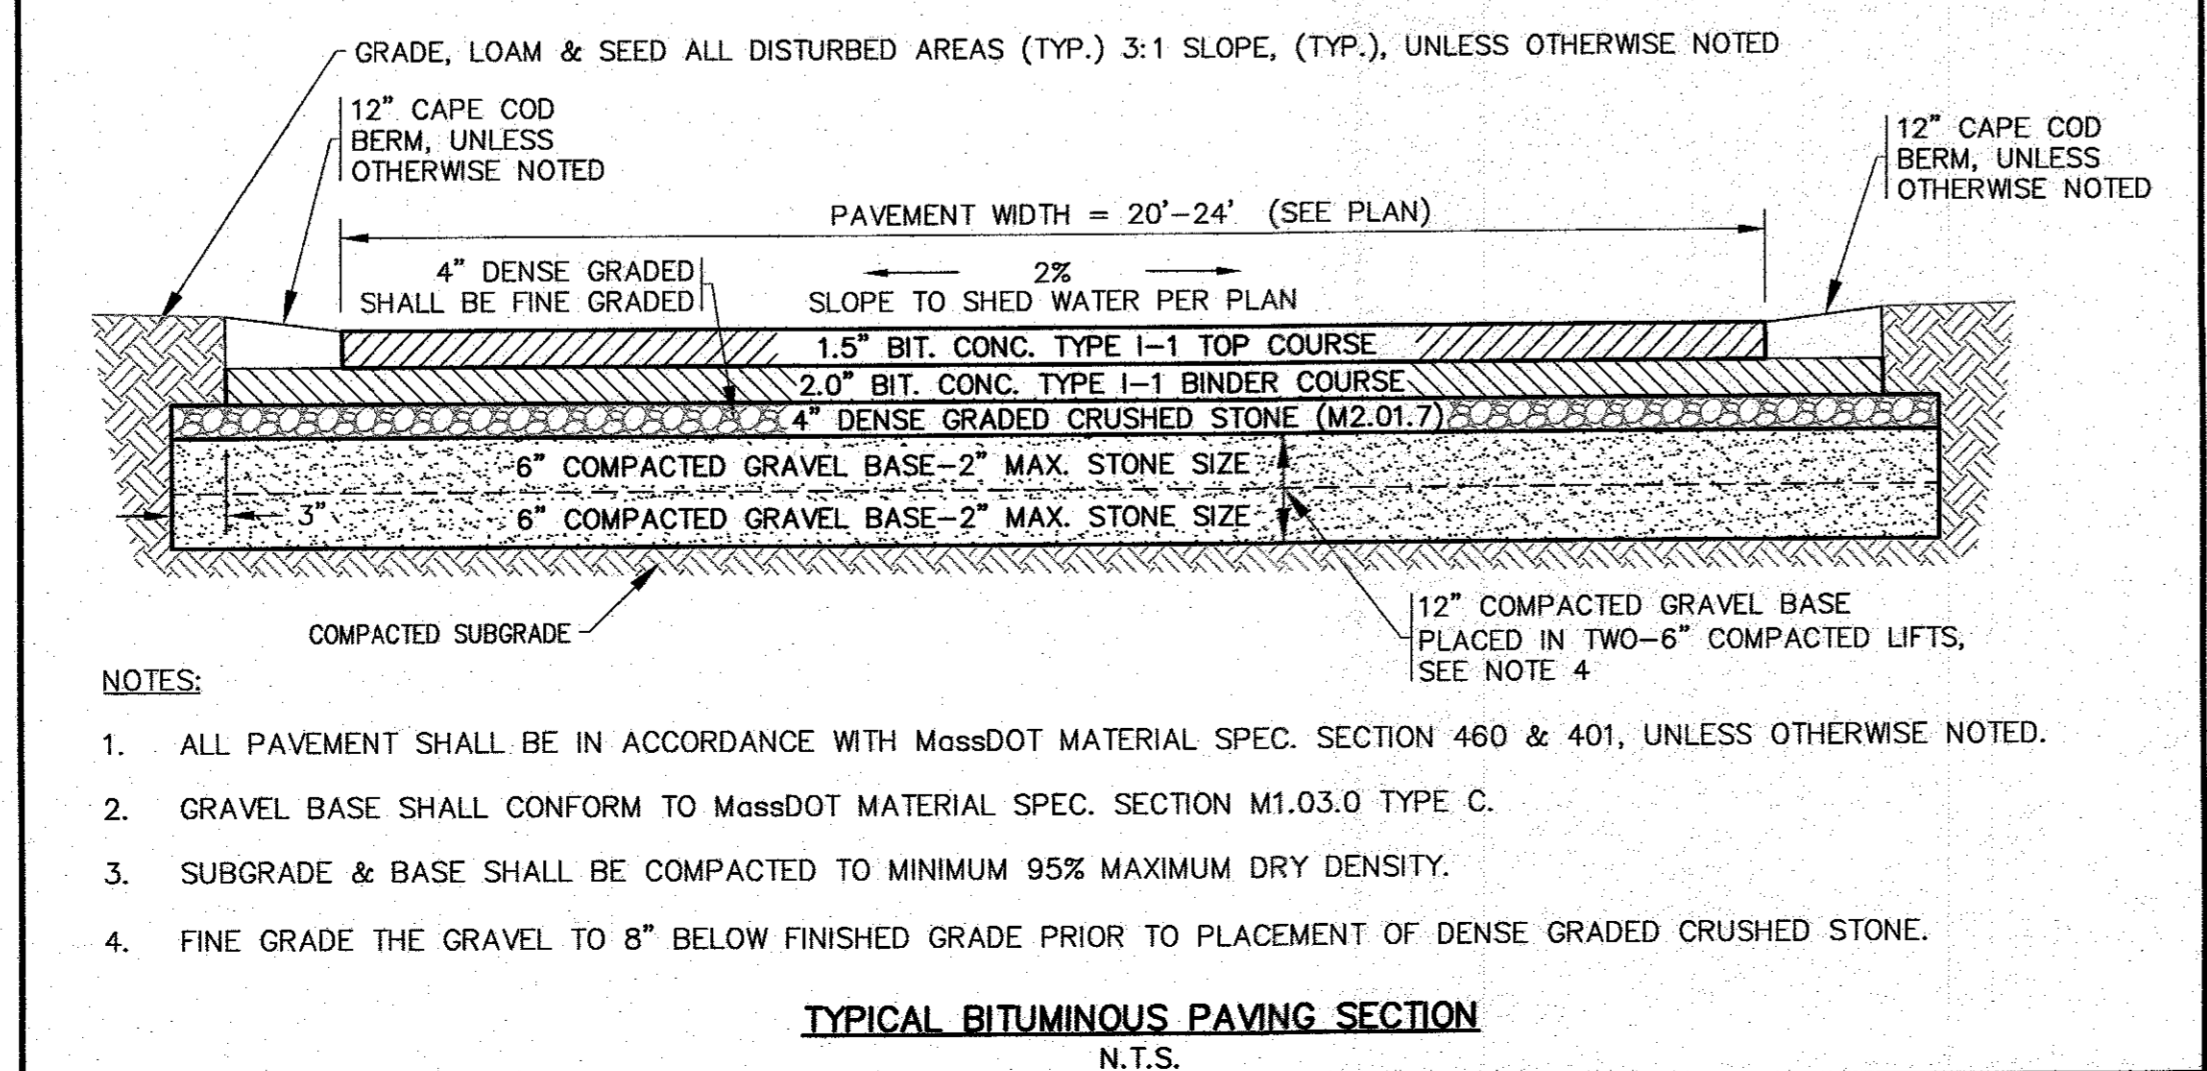 GRADE, LOAM & SEED ALL DISTURBED AREAS (TYP.) 3:1 SLOPE, (TYP.), UNLESS OTHERWISE NOTED
12" CAPE COD
BERM, UNLESS
OTHERWISE NOTED
12" CAPE COD
BERM, UNLESS
OTHERWISE NOTED
PAVEMENT WIDTH = 20'-24' (SEE PLAN)
4" DENSE GRADED
SHALL BE FINE GRADED
2%
SLOPE TO SHED WATER PER PLAN
1.5" BIT. CONC. TYPE I-1 TOP COURSE
2.0" BIT. CONC. TYPE I-1 BINDER COURSE
4" DENSE GRADED CRUSHED STONE (M2.01.7)
6" COMPACTED GRAVEL BASE-2" MAX. STONE SIZE
3"
6" COMPACTED GRAVEL BASE-2" MAX. STONE SIZE
COMPACTED SUBGRADE
12" COMPACTED GRAVEL BASE
PLACED IN TWO-6" COMPACTED LIFTS,
SEE NOTE 4
NOTES:
1. ALL PAVEMENT SHALL BE IN ACCORDANCE WITH MassDOT MATERIAL SPEC. SECTION 460 & 401, UNLESS OTHERWISE NOTED.
2. GRAVEL BASE SHALL CONFORM TO MassDOT MATERIAL SPEC. SECTION M1.03.0 TYPE C.
3. SUBGRADE & BASE SHALL BE COMPACTED TO MINIMUM 95% MAXIMUM DRY DENSITY.
4. FINE GRADE THE GRAVEL TO 8" BELOW FINISHED GRADE PRIOR TO PLACEMENT OF DENSE GRADED CRUSHED STONE.
TYPICAL BITUMINOUS PAVING SECTION
N.T.S.